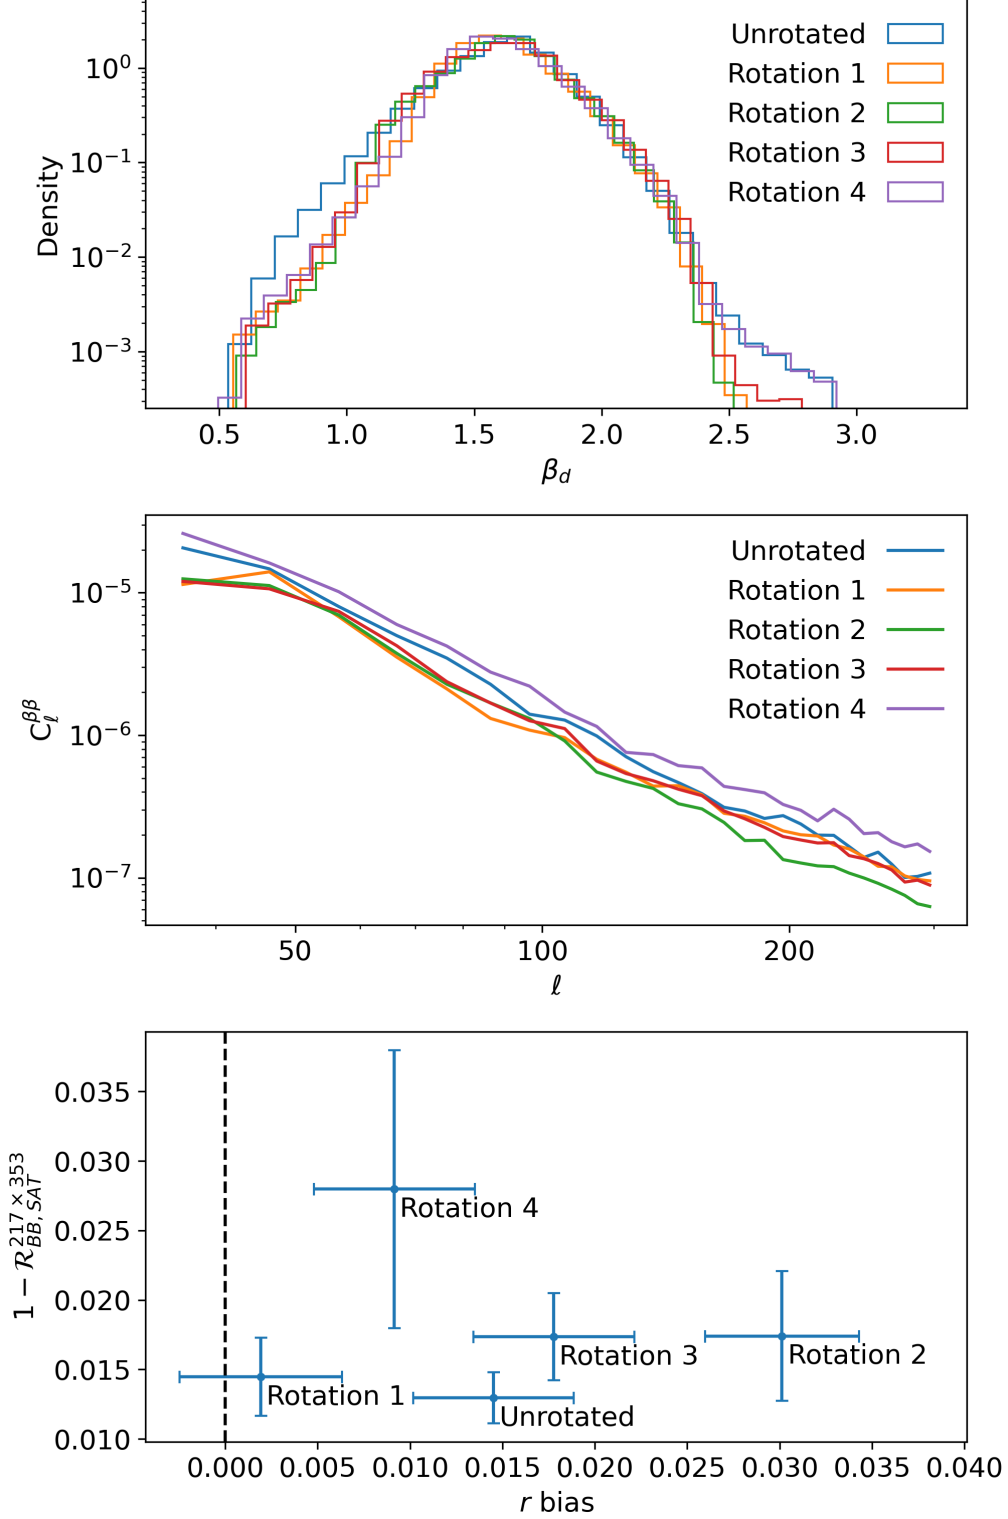 Unrotated
Rotation 1
Rotation 2
Rotation 3
Rotation 4
Density
10⁰
10⁻¹
10⁻²
10⁻³
0.5 1.0 1.5 2.0 2.5 3.0
β_d
Unrotated
Rotation 1
Rotation 2
Rotation 3
Rotation 4
C_ℓ^{ββ}
10⁻⁵
10⁻⁶
10⁻⁷
50 100 200
ℓ
1 − ℛ_{BB, SAT}^{217 × 353}
0.035
0.030
0.025
0.020
0.015
0.010
Rotation 4
Rotation 3
Rotation 2
Rotation 1
Unrotated
0.000 0.005 0.010 0.015 0.020 0.025 0.030 0.035 0.040
r bias